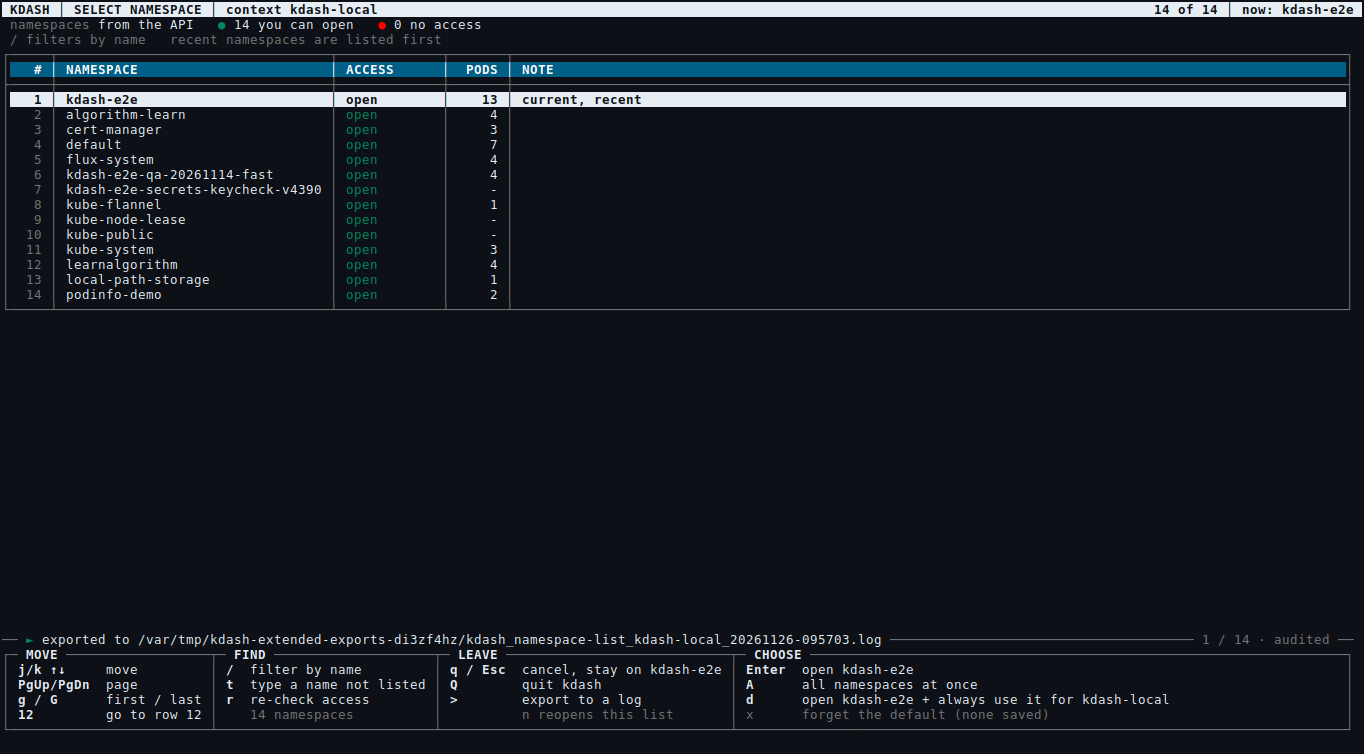 KDASH │ SELECT NAMESPACE │ context kdash-local 14 of 14 │ now: kdash-e2e
namespaces from the API ● 14 you can open ● 0 no access
/ filters by name recent namespaces are listed first
# │ NAMESPACE │ ACCESS │ PODS │ NOTE
1 │ kdash-e2e │ open │ 13 │ current, recent
2 │ algorithm-learn │ open │ 4 │
3 │ cert-manager │ open │ 3 │
4 │ default │ open │ 7 │
5 │ flux-system │ open │ 4 │
6 │ kdash-e2e-qa-20261114-fast │ open │ 4 │
7 │ kdash-e2e-secrets-keycheck-v4390 │ open │ - │
8 │ kube-flannel │ open │ 1 │
9 │ kube-node-lease │ open │ - │
10 │ kube-public │ open │ - │
11 │ kube-system │ open │ 3 │
12 │ learnalgorithm │ open │ 4 │
13 │ local-path-storage │ open │ 1 │
14 │ podinfo-demo │ open │ 2 │
► exported to /var/tmp/kdash-extended-exports-di3zf4hz/kdash_namespace-list_kdash-local_20261126-095703.log 1 / 14 · audited
MOVE FIND LEAVE CHOOSE
j/k ↑↓ move │ / filter by name │ q / Esc cancel, stay on kdash-e2e │ Enter open kdash-e2e
PgUp/PgDn page │ t type a name not listed │ Q quit kdash │ A all namespaces at once
g / G first / last │ r re-check access │ > export to a log │ d open kdash-e2e + always use it for kdash-local
12 go to row 12 │ 14 namespaces │ n reopens this list │ x forget the default (none saved)